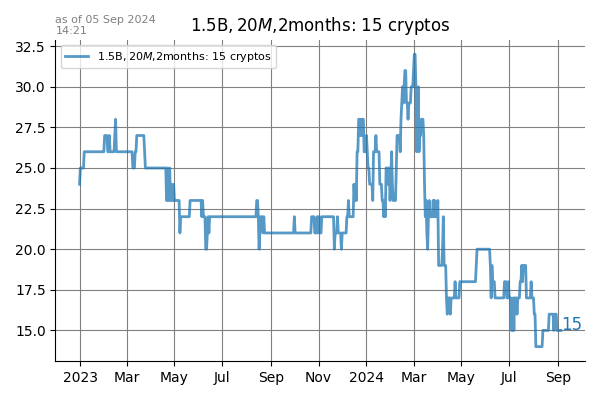 as of 05 Sep 2024
14:21
1.5B, 20M,2months: 15 cryptos
1.5B, 20M,2months: 15 cryptos
32.5
30.0
27.5
25.0
22.5
20.0
17.5
15.0
15
2023 Mar May Jul Sep Nov 2024 Mar May Jul Sep